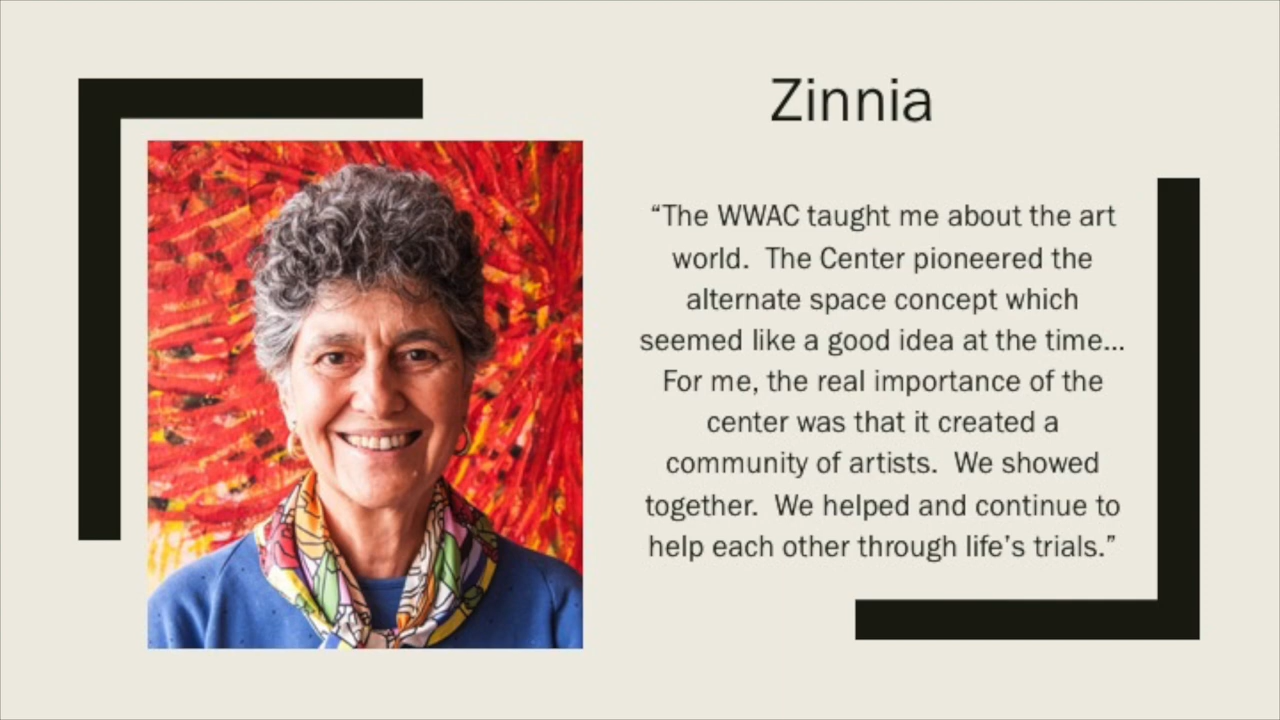 Zinnia
“The WWAC taught me about the art
world.  The Center pioneered the
alternate space concept which
seemed like a good idea at the time...
For me, the real importance of the
center was that it created a
community of artists.  We showed
together.  We helped and continue to
help each other through life's trials.”